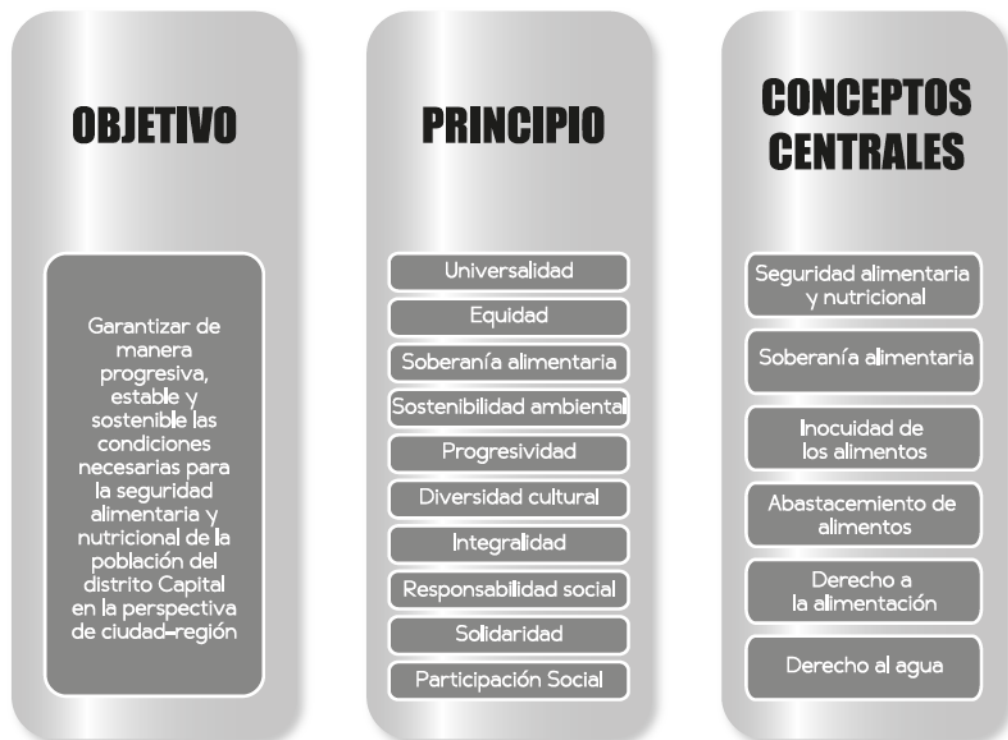 OBJETIVO
Garantizar de
manera
progresiva,
estable y
sostenible las
condiciones
necesarias para
la seguridad
alimentaria y
nutricional de la
población del
distrito Capital
en la perspectiva
de ciudad-región
PRINCIPIO
Universalidad
Equidad
Soberanía alimentaria
Sostenibilidad ambiental
Progresividad
Diversidad cultural
Integralidad
Responsabilidad social
Solidaridad
Participación Social
CONCEPTOS
CENTRALES
Seguridad alimentaria
y nutricional
Soberanía alimentaria
Inocuidad de
los alimentos
Abastacemiento de
alimentos
Derecho a
la alimentación
Derecho al agua